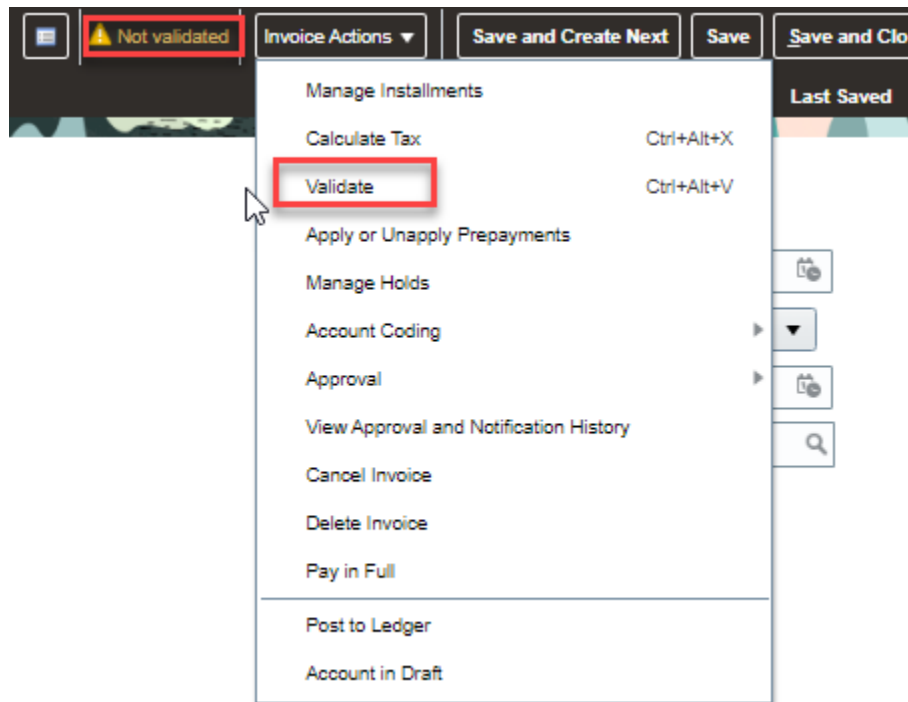 Not validated Invoice Actions Save and Create Next Save Save and Clo
Last Saved
Manage Installments
Calculate Tax Ctrl+Alt+X
Validate Ctrl+Alt+V
Apply or Unapply Prepayments
Manage Holds
Account Coding
Approval
View Approval and Notification History
Cancel Invoice
Delete Invoice
Pay in Full
Post to Ledger
Account in Draft